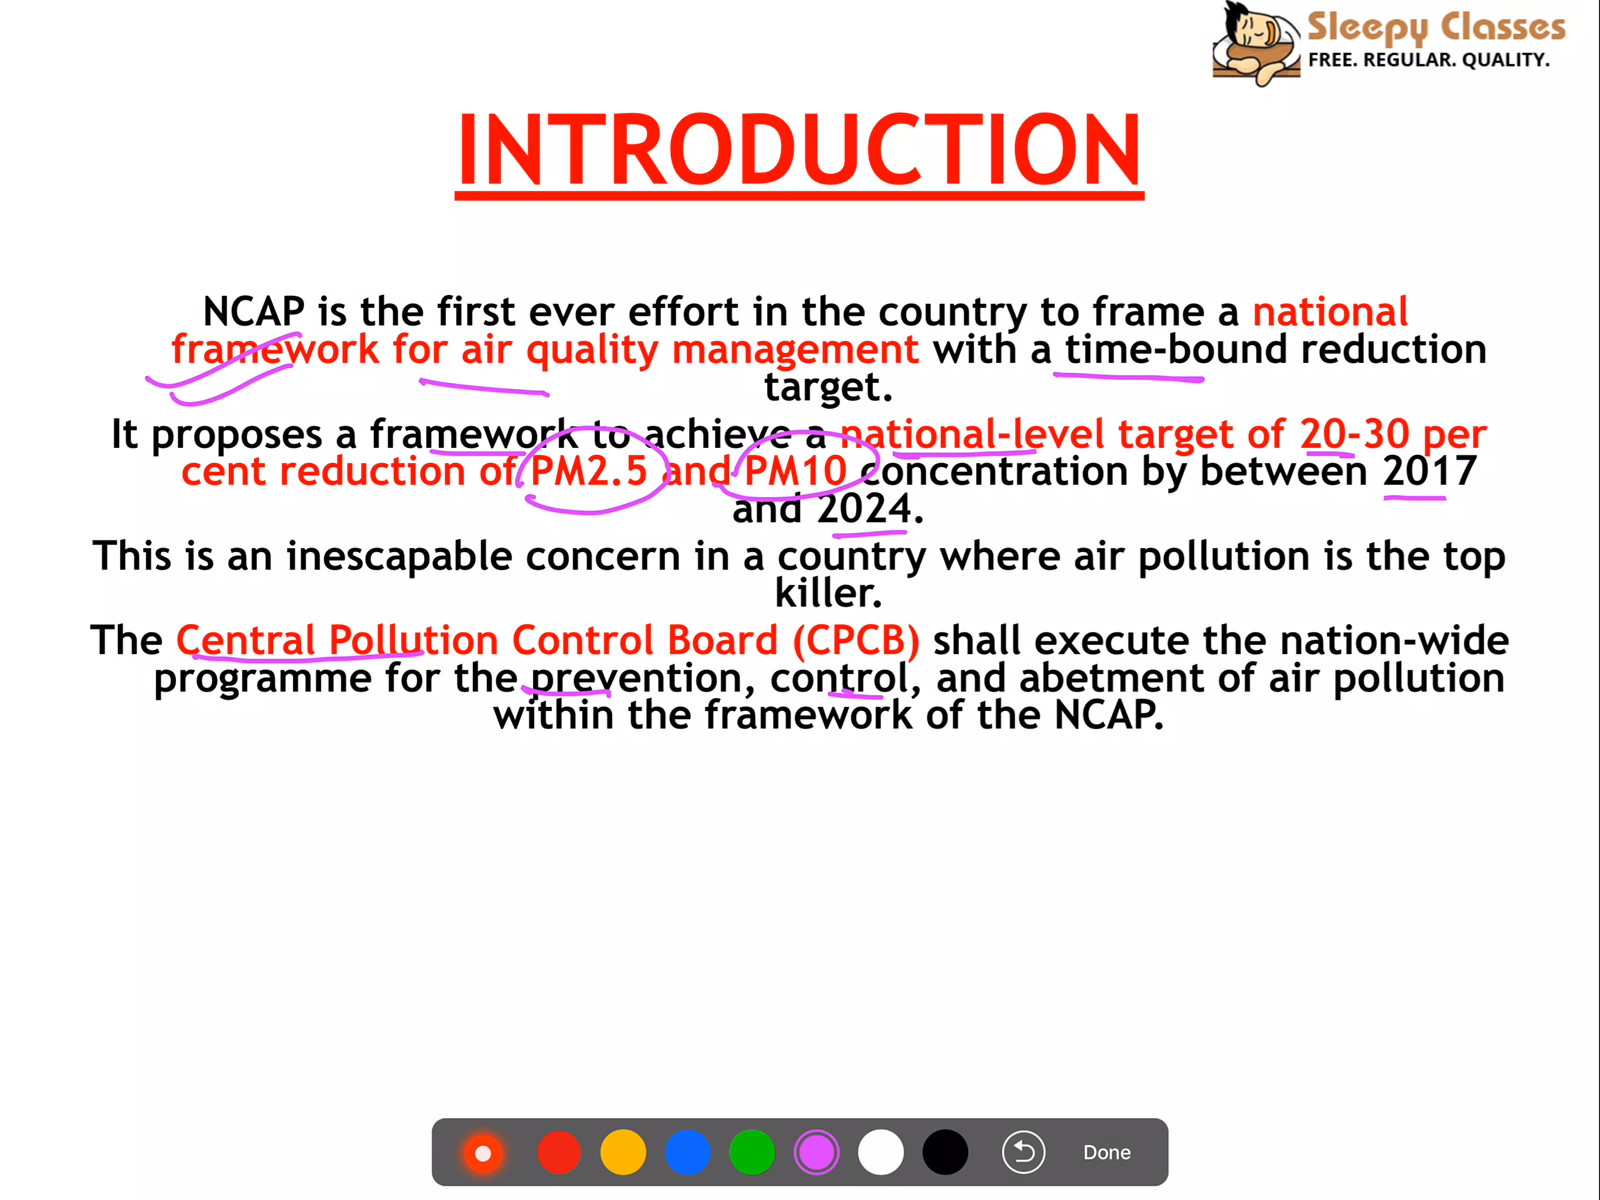 Sleepy Classes
FREE. REGULAR. QUALITY.
INTRODUCTION
NCAP is the first ever effort in the country to frame a national
framework for air quality management with a time-bound reduction
target.
It proposes a framework to achieve a national-level target of 20-30 per
cent reduction of PM2.5 and PM10 concentration by between 2017
and 2024.
This is an inescapable concern in a country where air pollution is the top
killer.
The Central Pollution Control Board (CPCB) shall execute the nation-wide
programme for the prevention, control, and abetment of air pollution
within the framework of the NCAP.
Done